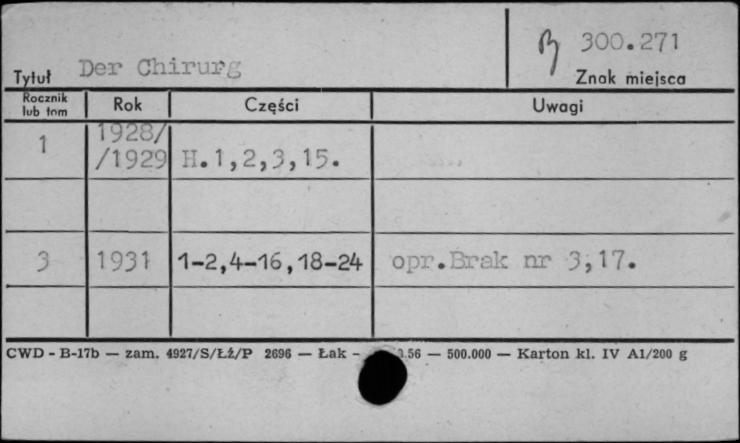 B 300.271
Tytuł Der Chirurg Znak miejsca
Rocznik lub tom Rok Części Uwagi
1 1928/
/1929 H.1,2,3,15.
3 1931 1-2,4-16,18-24 opr.Brak nr 3,17.
CWD - B-17b — zam. 4927/S/Łź/P 2696 — Łak - .56 — 500.000 — Karton kl. IV A1/200 g